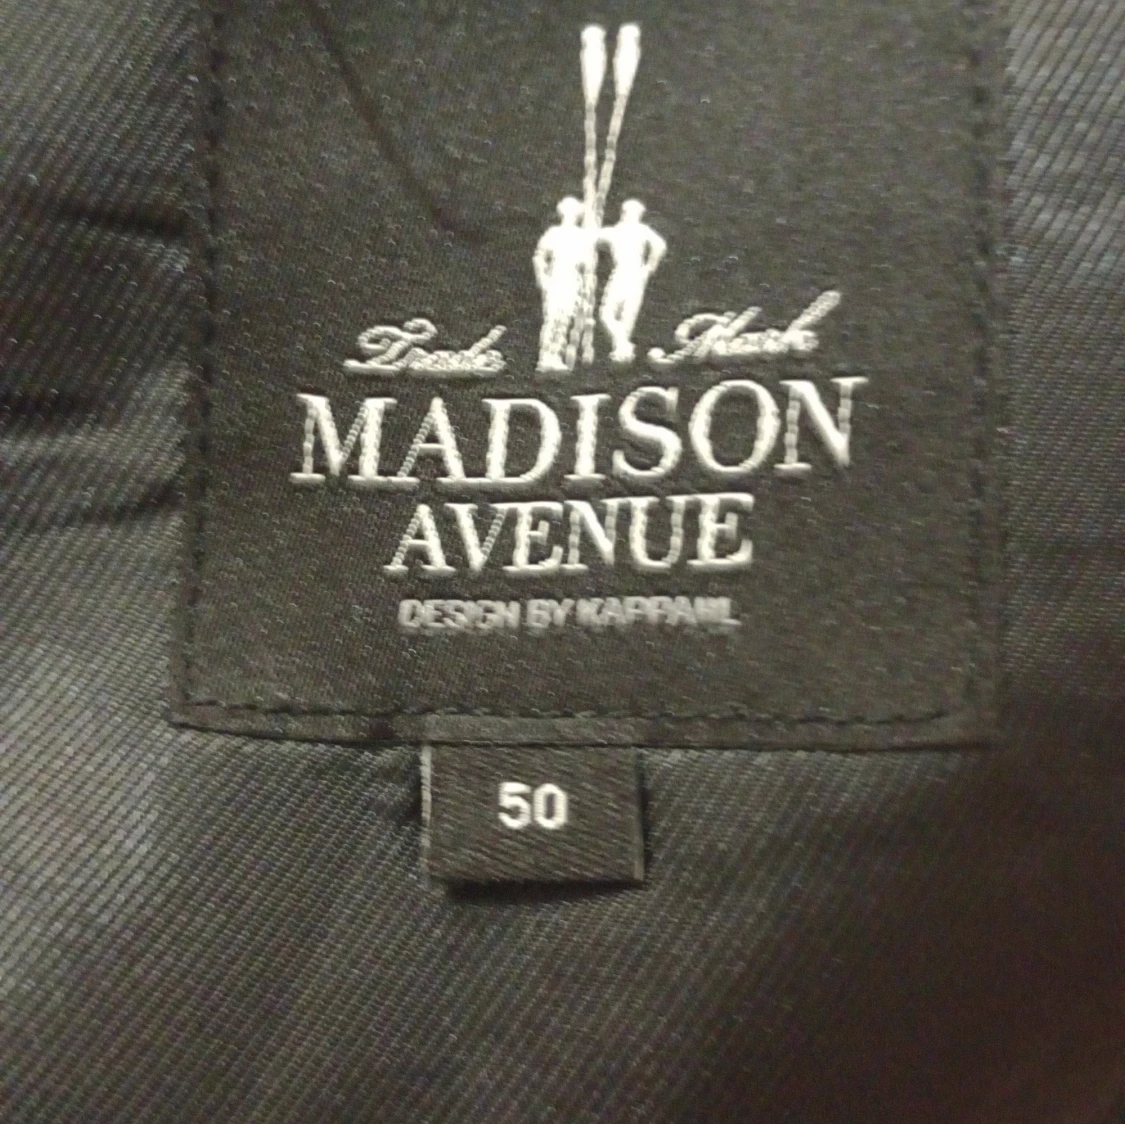 Trade Mark
MADISON
AVENUE
DESIGN BY KAPPAHL
50